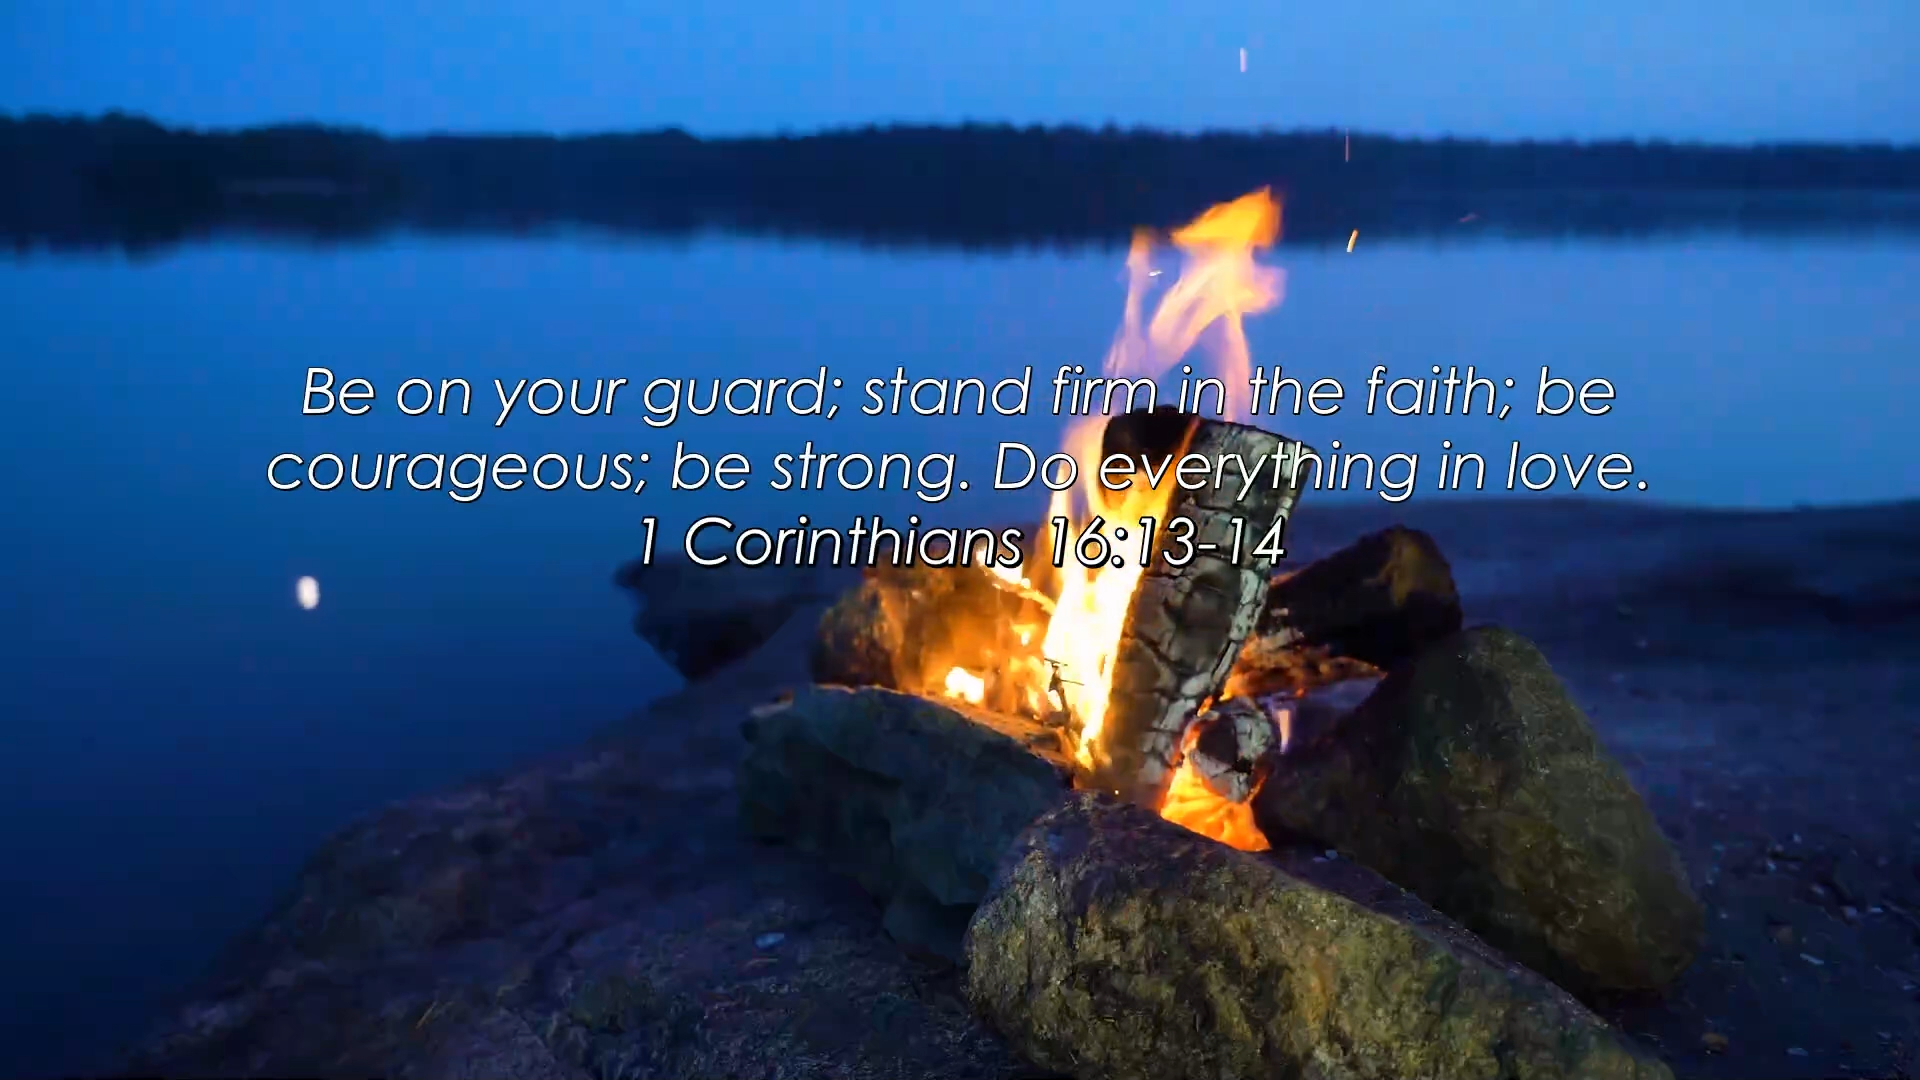 Be on your guard; stand firm in the faith; be
courageous; be strong. Do everything in love.
1 Corinthians 16:13-14